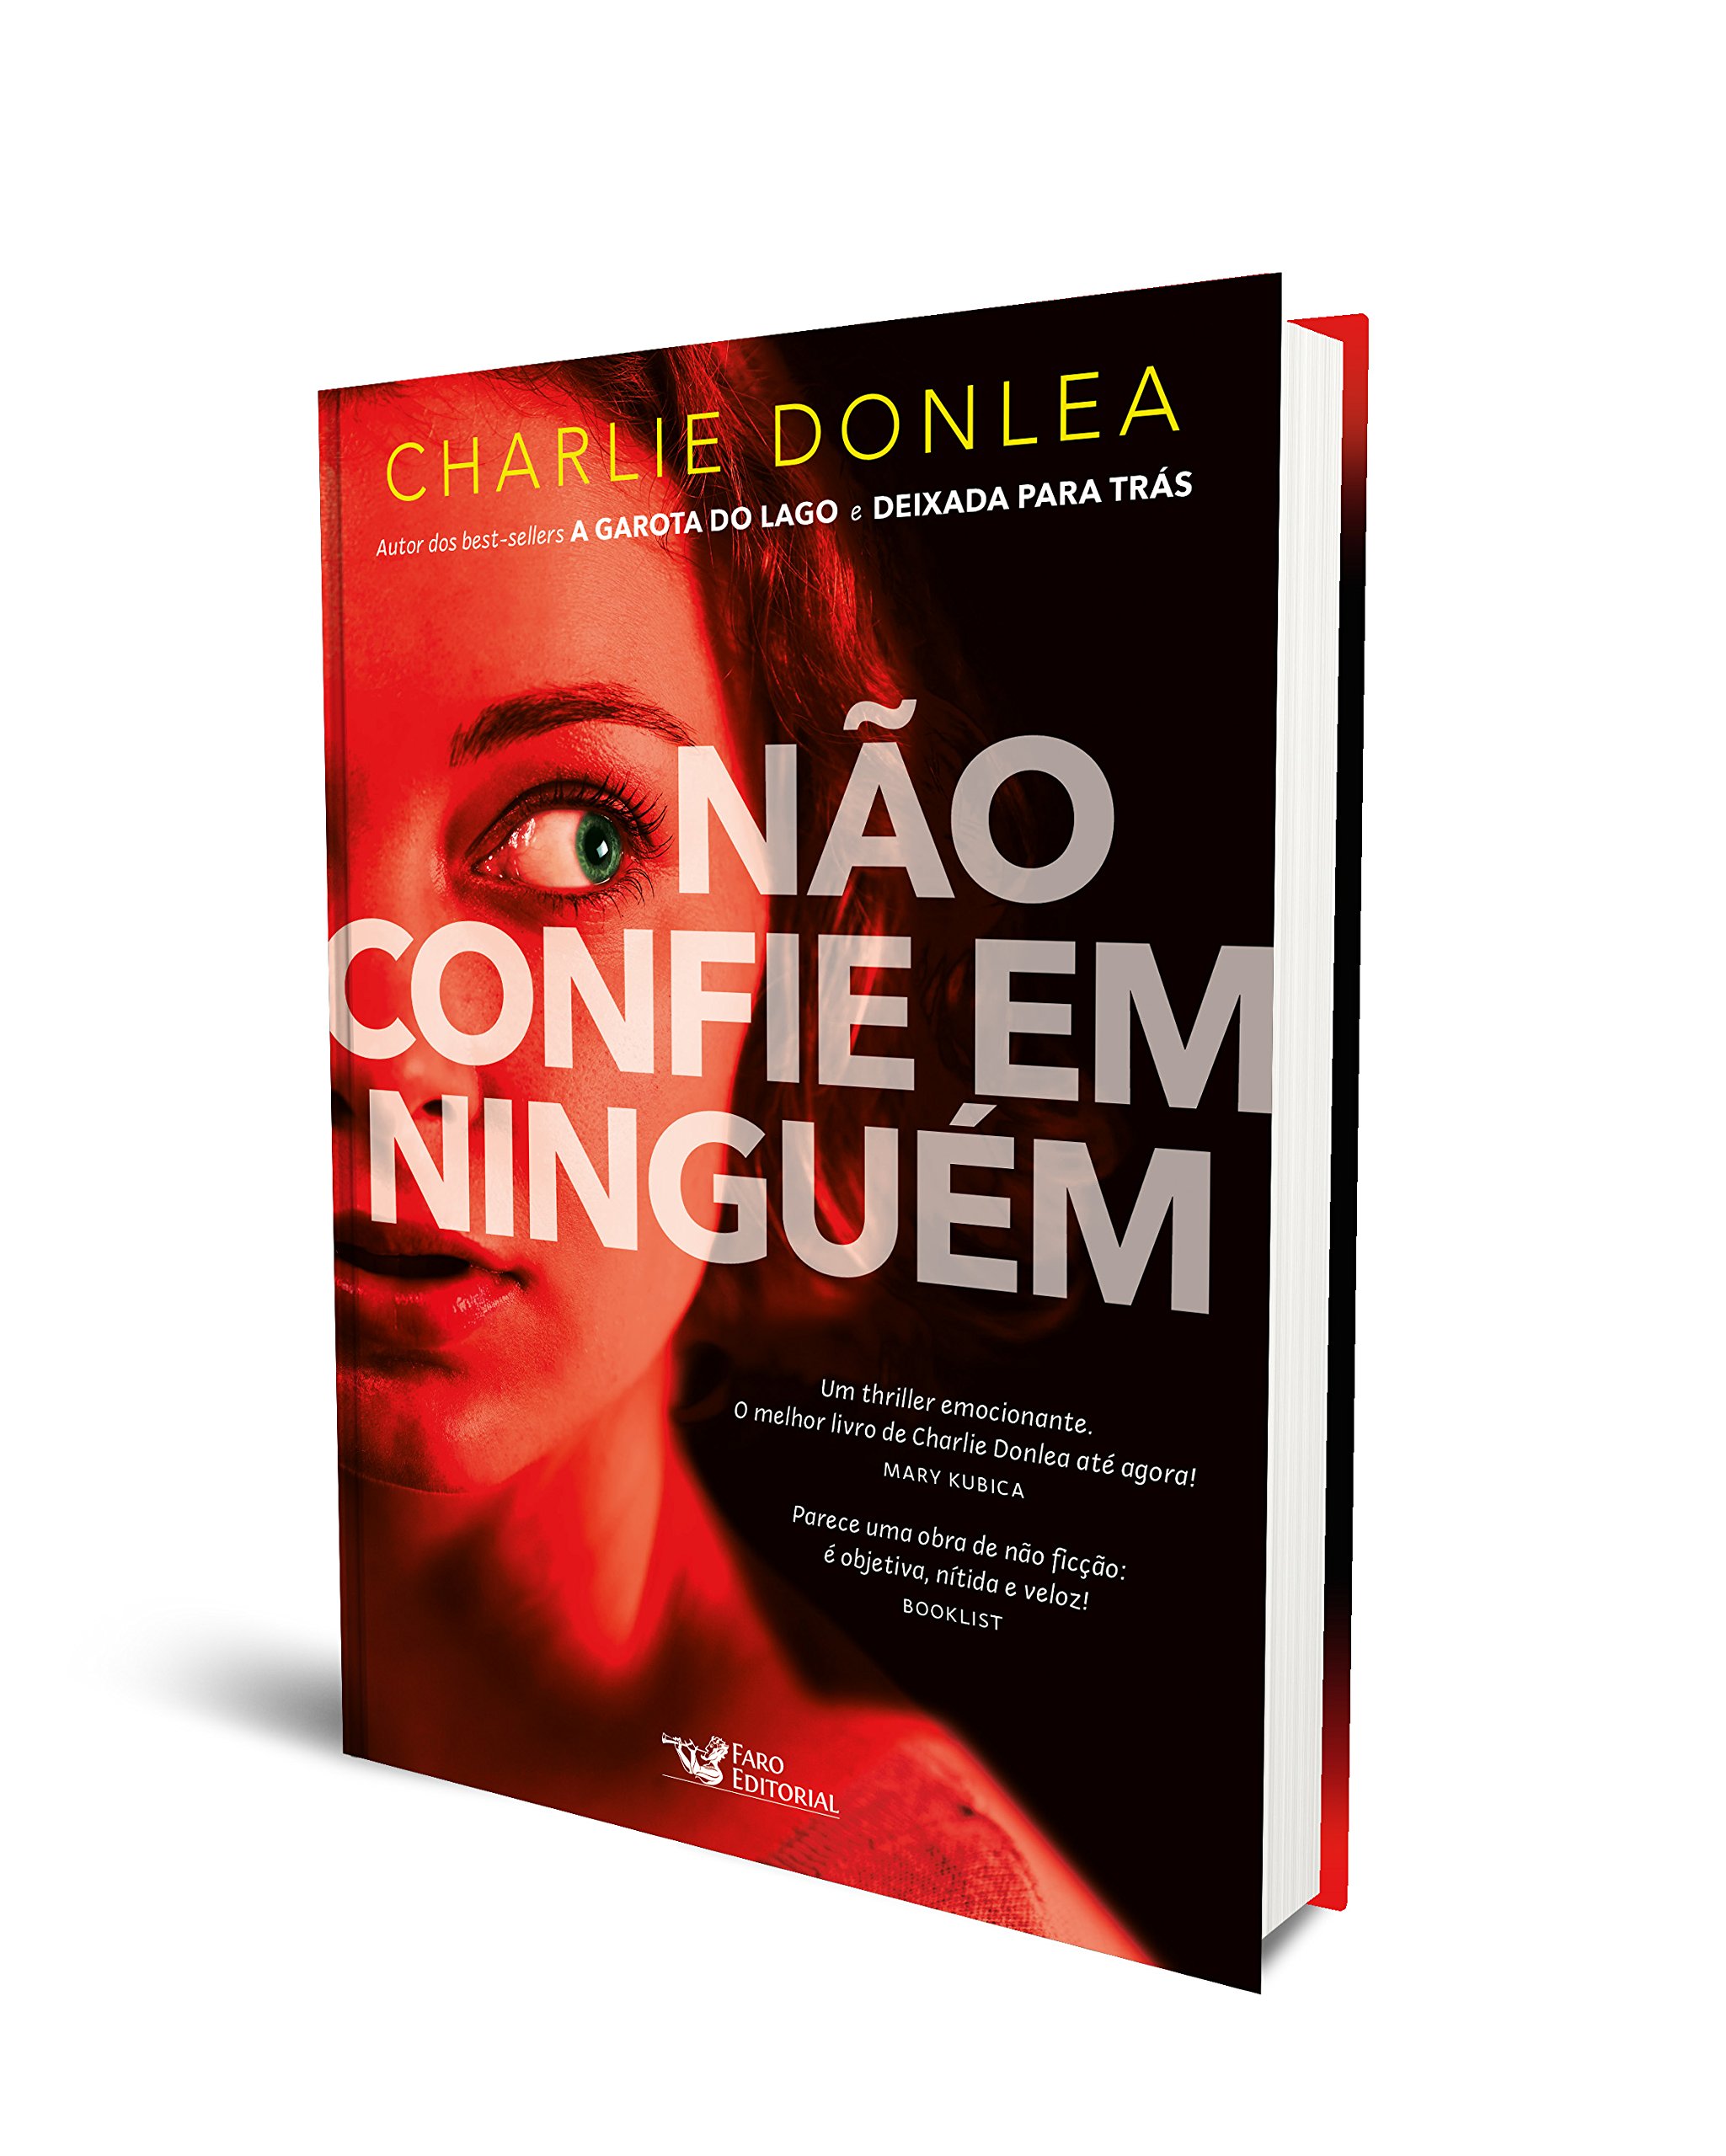 CHARLIE DONLEA
Autor dos best-sellers A GAROTA DO LAGO e DEIXADA PARA TRÁS
NÃO
CONFIE EM
NINGUÉM
Um thriller emocionante.
O melhor livro de Charlie Donlea até agora!
MARY KUBICA
Parece uma obra de não ficção:
é objetiva, nítida e veloz!
BOOKLIST
FARO
EDITORIAL